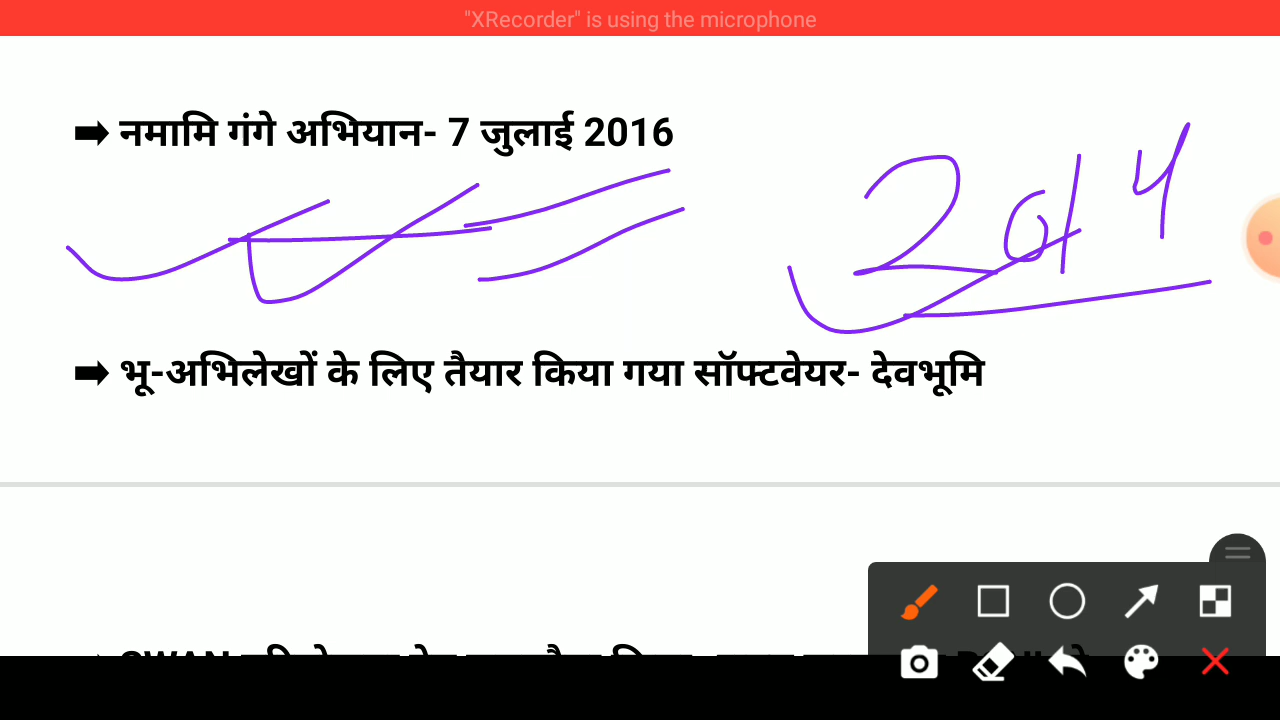 "XRecorder" is using the microphone
➡ नमामि गंगे अभियान- 7 जुलाई 2016
2014
➡ भू-अभिलेखों के लिए तैयार किया गया सॉफ्टवेयर- देवभूमि